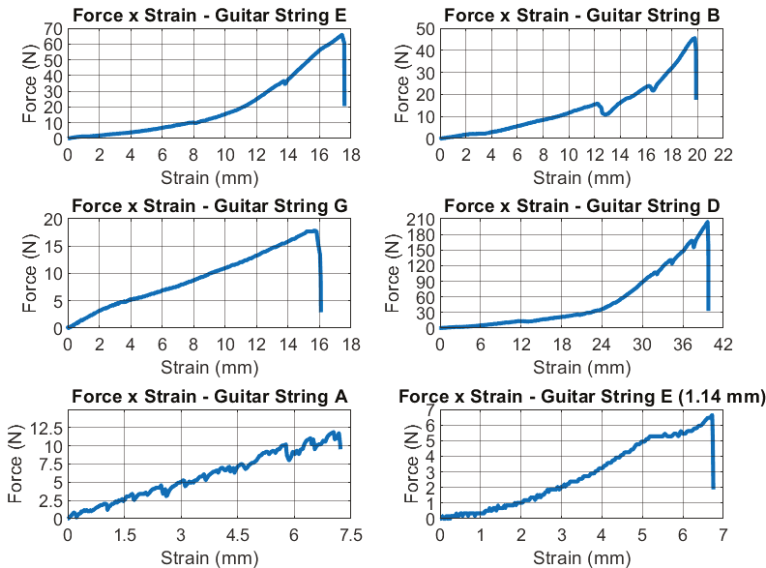 Force x Strain - Guitar String E
70
60
50
40
30
20
10
0
Force (N)
0 2 4 6 8 10 12 14 16 18
Strain (mm)
Force x Strain - Guitar String B
50
40
30
20
10
0
Force (N)
0 2 4 6 8 10 12 14 16 18 20 22
Strain (mm)
Force x Strain - Guitar String G
20
15
10
5
0
Force (N)
0 2 4 6 8 10 12 14 16 18
Strain (mm)
Force x Strain - Guitar String D
210
180
150
120
90
60
30
0
Force (N)
0 6 12 18 24 30 36 42
Strain (mm)
Force x Strain - Guitar String A
12.5
10
7.5
5
2.5
0
Force (N)
0 1.5 3 4.5 6 7.5
Strain (mm)
Force x Strain - Guitar String E (1.14 mm)
7
6
5
4
3
2
1
0
Force (N)
0 1 2 3 4 5 6 7
Strain (mm)